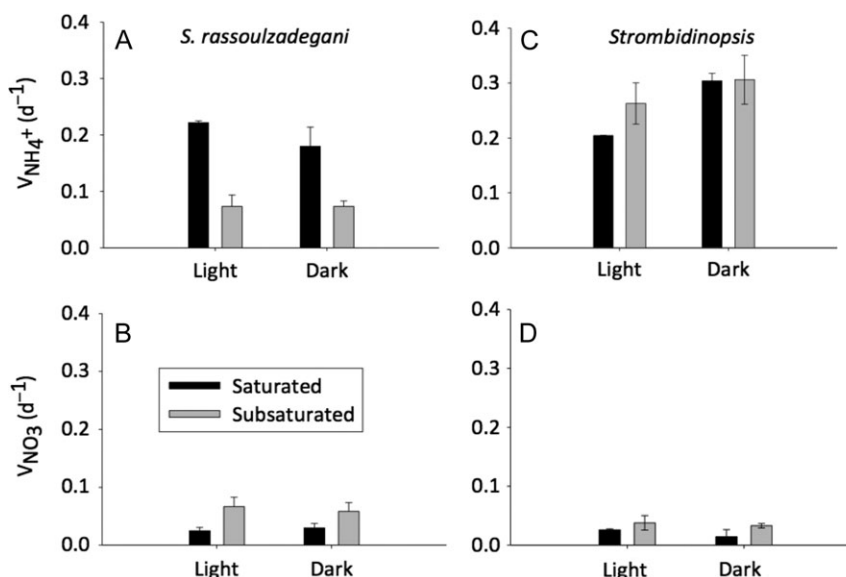 A S. rassoulzadegani
C Strombidinopsis
V_NH4+ (d−1)
0.4
0.3
0.2
0.1
0.0
Light Dark
0.4
0.3
0.2
0.1
0.0
Light Dark
B
D
V_NO3 (d−1)
0.4
0.3
0.2
0.1
0.0
Saturated
Subsaturated
Light Dark
0.4
0.3
0.2
0.1
0.0
Light Dark